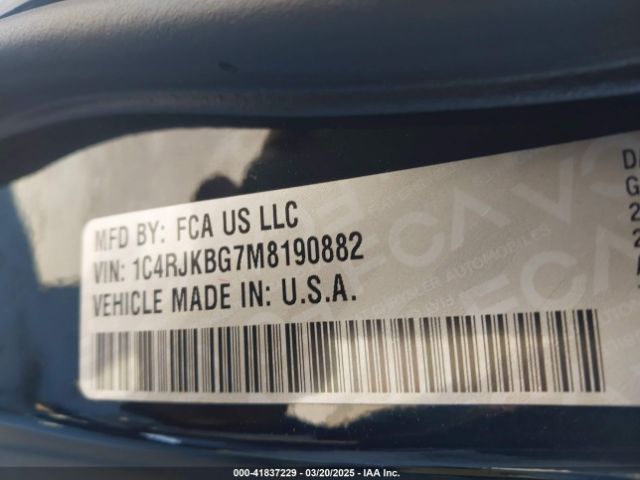 MFD BY: FCA US LLC
VIN: 1C4RJKBG7M8190882
VEHICLE MADE IN: U.S.A.
000-41837229 - 03/20/2025 - IAA Inc.